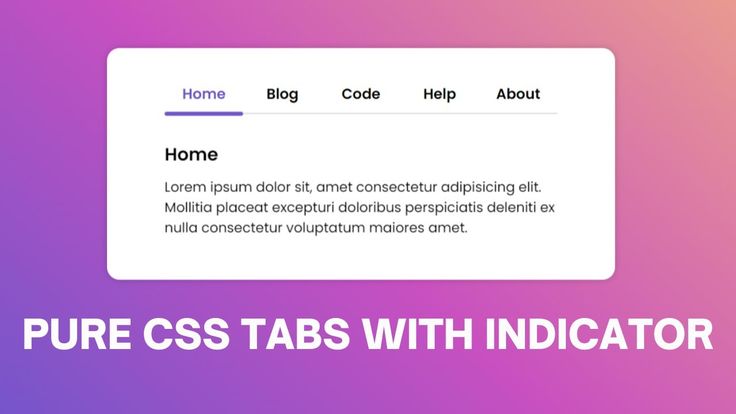 Home Blog Code Help About
Home
Lorem ipsum dolor sit, amet consectetur adipisicing elit.
Mollitia placeat excepturi doloribus perspiciatis deleniti ex
nulla consectetur voluptatum maiores amet.
PURE CSS TABS WITH INDICATOR